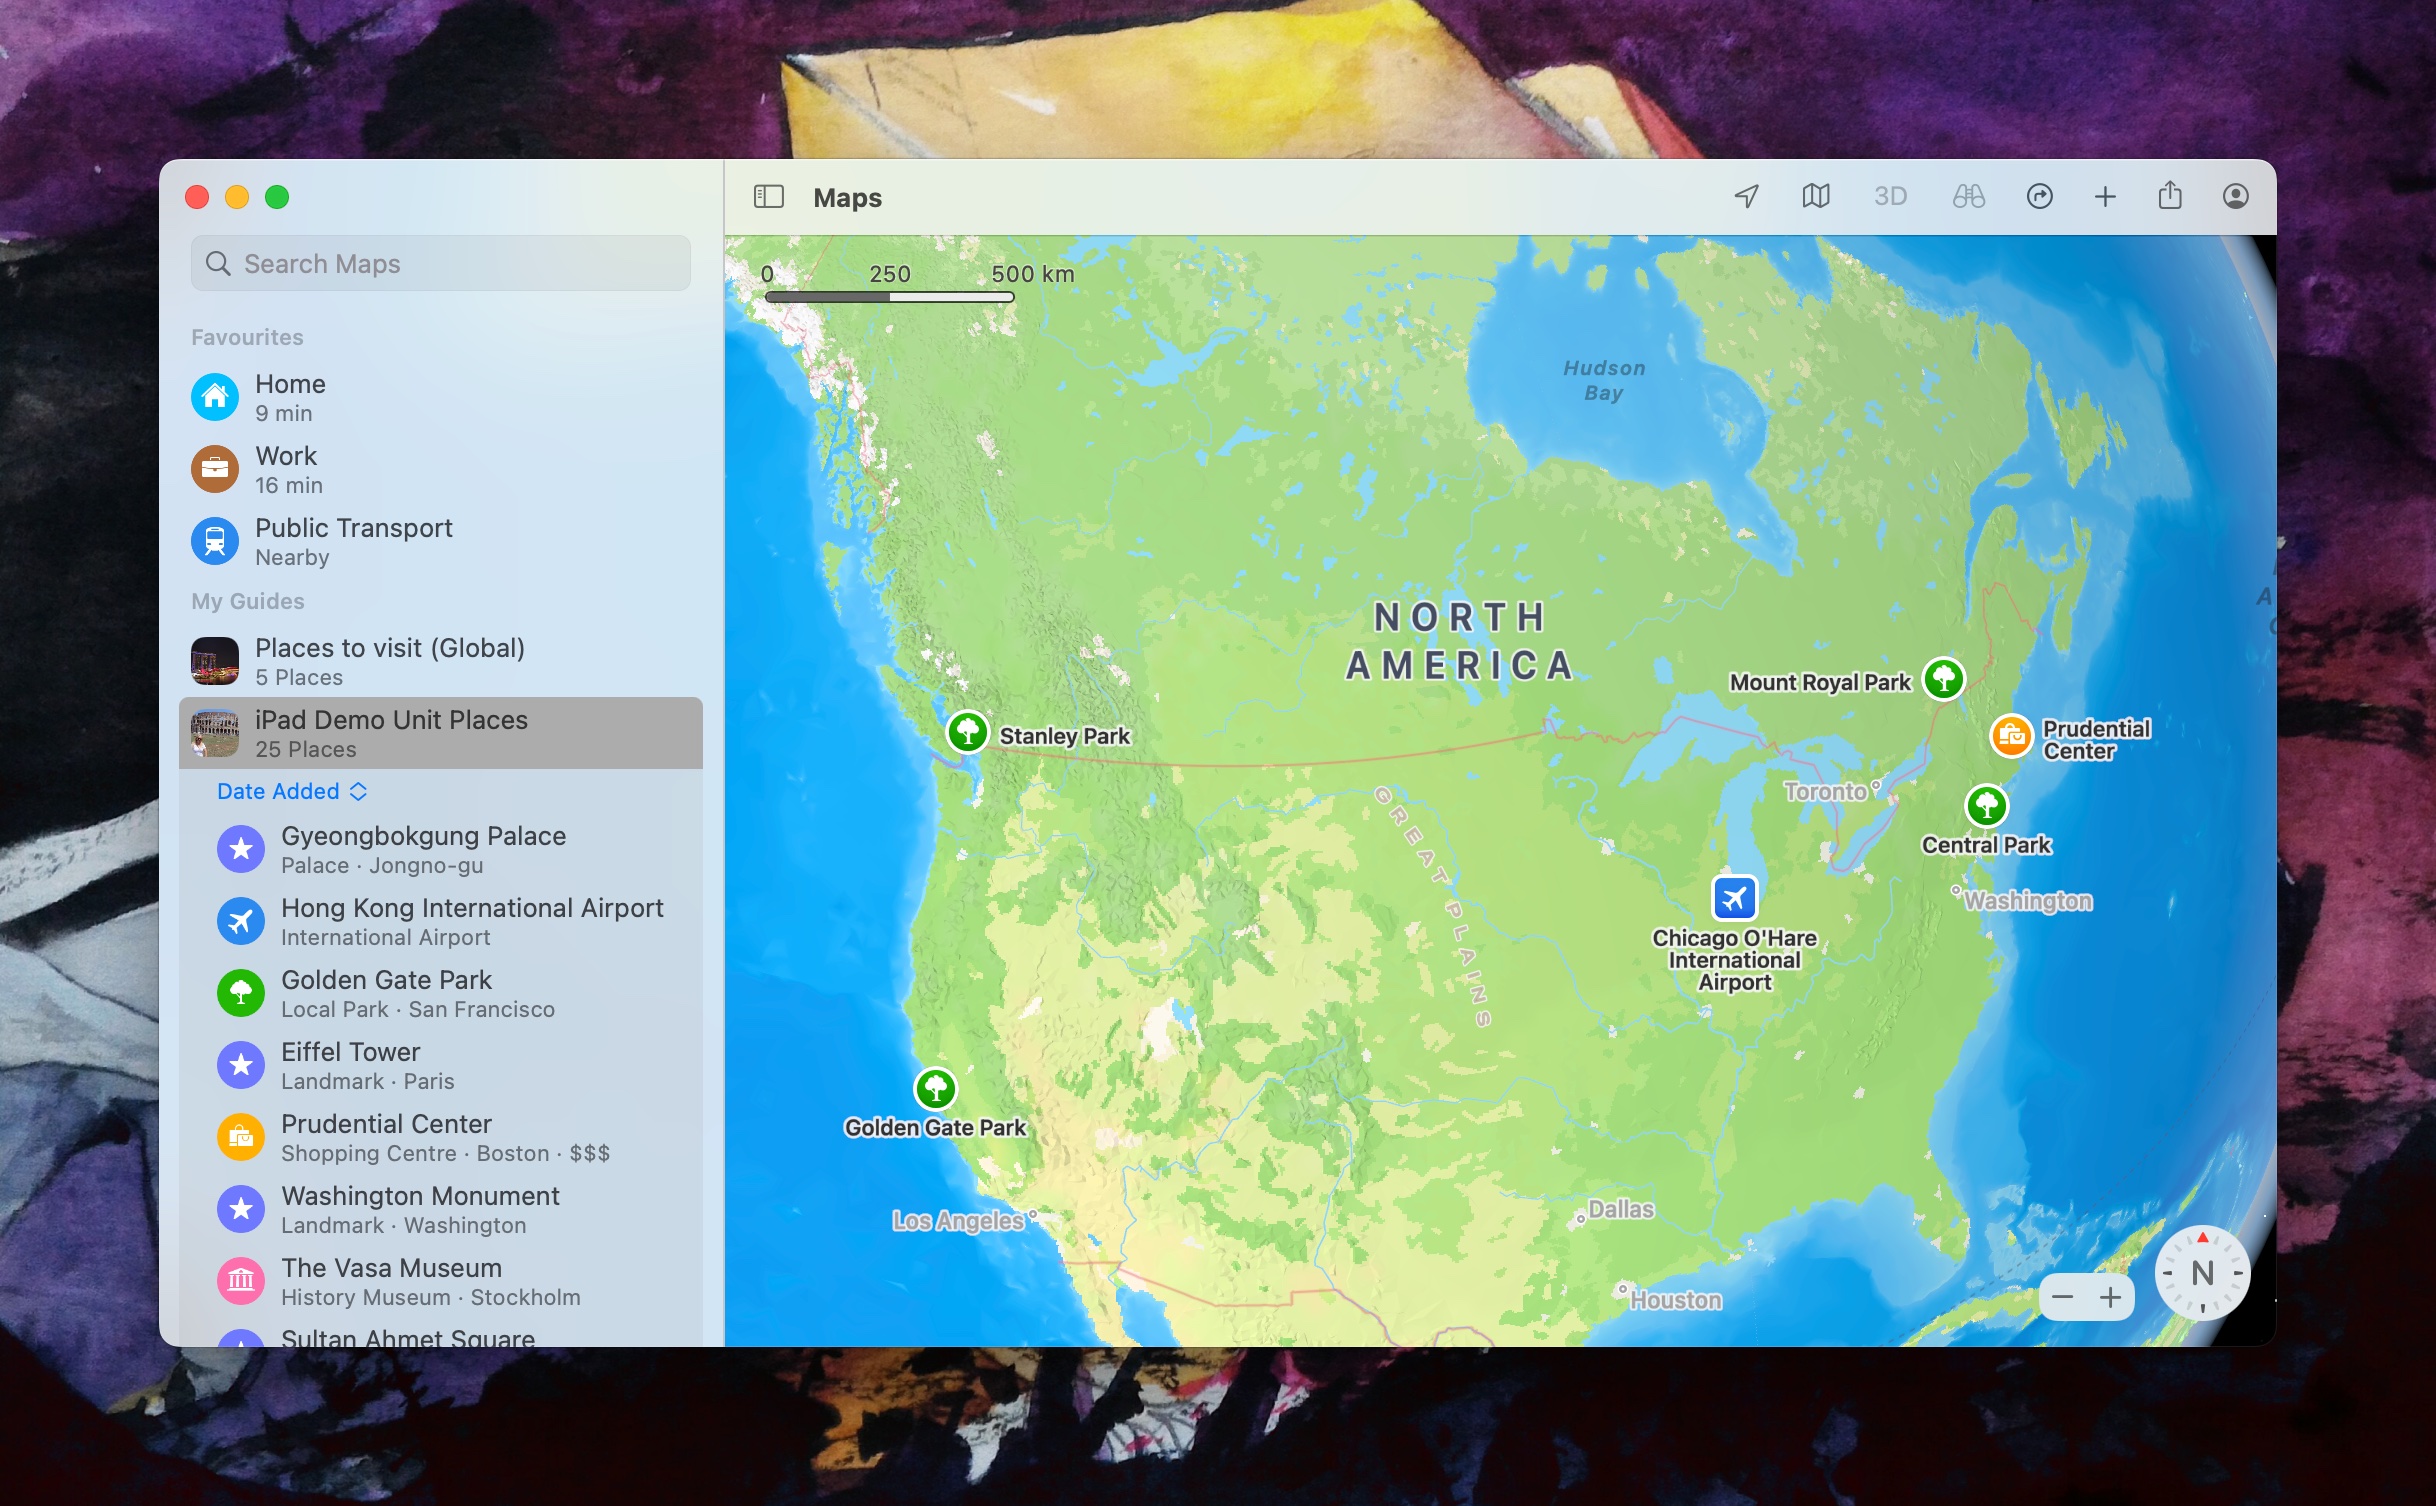 Maps
3D
Search Maps
Favourites
Home
9 min
Work
16 min
Public Transport
Nearby
My Guides
Places to visit (Global)
5 Places
iPad Demo Unit Places
25 Places
Date Added
Gyeongbokgung Palace
Palace · Jongno-gu
Hong Kong International Airport
International Airport
Golden Gate Park
Local Park · San Francisco
Eiffel Tower
Landmark · Paris
Prudential Center
Shopping Centre · Boston · $$$
Washington Monument
Landmark · Washington
The Vasa Museum
History Museum · Stockholm
Sultan Ahmet Square
0 250 500 km
Hudson
Bay
NORTH
AMERICA
Mount Royal Park
Stanley Park
Prudential
Center
Toronto
GREAT PLAINS
Central Park
Washington
Chicago O'Hare
International
Airport
Golden Gate Park
Los Angeles
Dallas
Houston
N